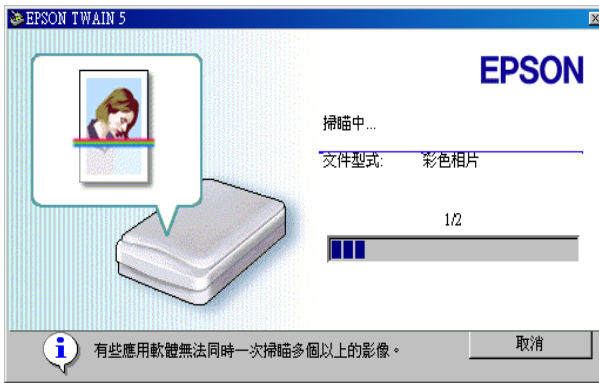 EPSON TWAIN 5
EPSON
掃瞄中...
文件型式: 彩色相片
1/2
有些應用軟體無法同時一次掃瞄多個以上的影像。
取消